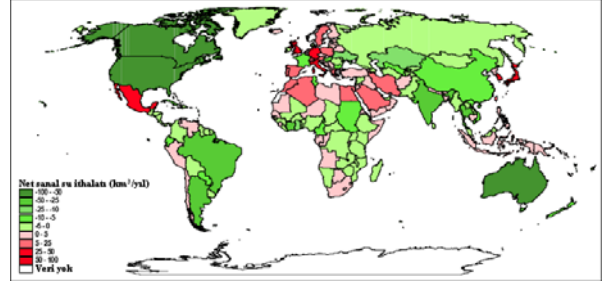 Net sanal su ithalatı (km³/yıl)
-100 - -50
-50 - -25
-25 - -10
-10 - -5
-5 - 0
0 - 5
5 - 25
25 - 50
50 - 100
Veri yok